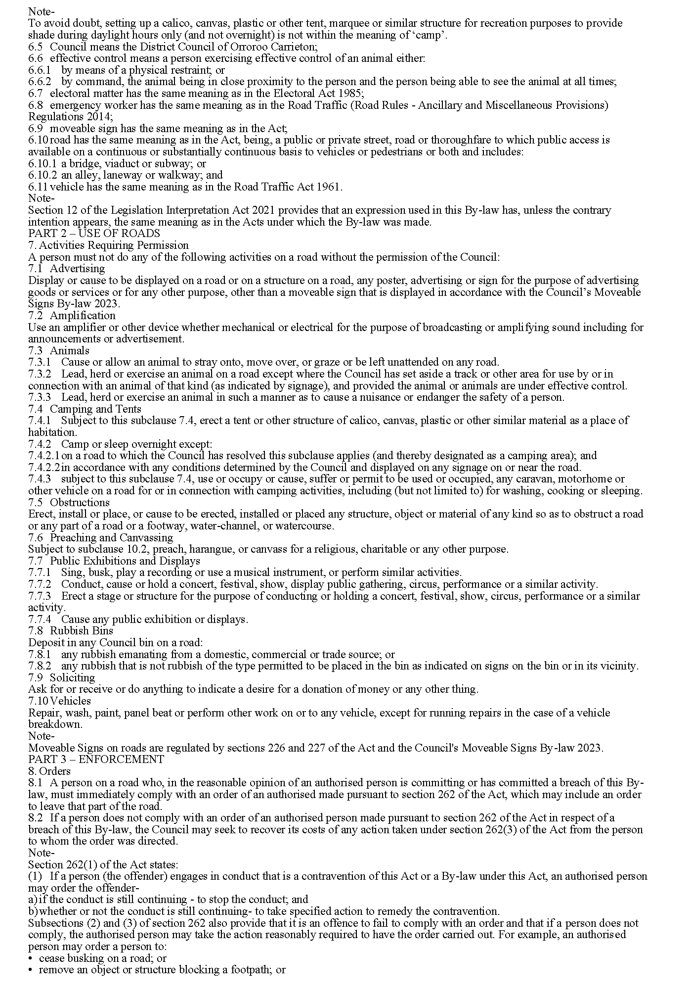 Note-
To avoid doubt, setting up a calico, canvas, plastic or other tent, marquee or similar structure for recreation purposes to provide
shade during daylight hours only (and not overnight) is not within the meaning of ‘camp’.
6.5 Council means the District Council of Orroroo Carrieton;
6.6 effective control means a person exercising effective control of an animal either:
6.6.1 by means of a physical restraint; or
6.6.2 by command, the animal being in close proximity to the person and the person being able to see the animal at all times;
6.7 electoral matter has the same meaning as in the Electoral Act 1985;
6.8 emergency worker has the same meaning as in the Road Traffic (Road Rules - Ancillary and Miscellaneous Provisions)
Regulations 2014;
6.9 moveable sign has the same meaning as in the Act;
6.10 road has the same meaning as in the Act, being, a public or private street, road or thoroughfare to which public access is
available on a continuous or substantially continuous basis to vehicles or pedestrians or both and includes:
6.10.1 a bridge, viaduct or subway; or
6.10.2 an alley, laneway or walkway; and
6.11 vehicle has the same meaning as in the Road Traffic Act 1961.
Note-
Section 12 of the Legislation Interpretation Act 2021 provides that an expression used in this By-law has, unless the contrary
intention appears, the same meaning as in the Acts under which the By-law was made.
PART 2 – USE OF ROADS
7. Activities Requiring Permission
A person must not do any of the following activities on a road without the permission of the Council:
7.1 Advertising
Display or cause to be displayed on a road or on a structure on a road, any poster, advertising or sign for the purpose of advertising
goods or services or for any other purpose, other than a moveable sign that is displayed in accordance with the Council’s Moveable
Signs By-law 2023.
7.2 Amplification
Use an amplifier or other device whether mechanical or electrical for the purpose of broadcasting or amplifying sound including for
announcements or advertisement.
7.3 Animals
7.3.1 Cause or allow an animal to stray onto, move over, or graze or be left unattended on any road.
7.3.2 Lead, herd or exercise an animal on a road except where the Council has set aside a track or other area for use by or in
connection with an animal of that kind (as indicated by signage), and provided the animal or animals are under effective control.
7.3.3 Lead, herd or exercise an animal in such a manner as to cause a nuisance or endanger the safety of a person.
7.4 Camping and Tents
7.4.1 Subject to this subclause 7.4, erect a tent or other structure of calico, canvas, plastic or other similar material as a place of
habitation.
7.4.2 Camp or sleep overnight except:
7.4.2.1 on a road to which the Council has resolved this subclause applies (and thereby designated as a camping area); and
7.4.2.2 in accordance with any conditions determined by the Council and displayed on any signage on or near the road.
7.4.3 subject to this subclause 7.4, use or occupy or cause, suffer or permit to be used or occupied, any caravan, motorhome or
other vehicle on a road for or in connection with camping activities, including (but not limited to) for washing, cooking or sleeping.
7.5 Obstructions
Erect, install or place, or cause to be erected, installed or placed any structure, object or material of any kind so as to obstruct a road
or any part of a road or a footway, water-channel, or watercourse.
7.6 Preaching and Canvassing
Subject to subclause 10.2, preach, harangue, or canvass for a religious, charitable or any other purpose.
7.7 Public Exhibitions and Displays
7.7.1 Sing, busk, play a recording or use a musical instrument, or perform similar activities.
7.7.2 Conduct, cause or hold a concert, festival, show, display public gathering, circus, performance or a similar activity.
7.7.3 Erect a stage or structure for the purpose of conducting or holding a concert, festival, show, circus, performance or a similar
activity.
7.7.4 Cause any public exhibition or displays.
7.8 Rubbish Bins
Deposit in any Council bin on a road:
7.8.1 any rubbish emanating from a domestic, commercial or trade source; or
7.8.2 any rubbish that is not rubbish of the type permitted to be placed in the bin as indicated on signs on the bin or in its vicinity.
7.9 Soliciting
Ask for or receive or do anything to indicate a desire for a donation of money or any other thing.
7.10 Vehicles
Repair, wash, paint, panel beat or perform other work on or to any vehicle, except for running repairs in the case of a vehicle
breakdown.
Note-
Moveable Signs on roads are regulated by sections 226 and 227 of the Act and the Council's Moveable Signs By-law 2023.
PART 3 – ENFORCEMENT
8. Orders
8.1 A person on a road who, in the reasonable opinion of an authorised person is committing or has committed a breach of this By-
law, must immediately comply with an order of an authorised made pursuant to section 262 of the Act, which may include an order
to leave that part of the road.
8.2 If a person does not comply with an order of an authorised person made pursuant to section 262 of the Act in respect of a
breach of this By-law, the Council may seek to recover its costs of any action taken under section 262(3) of the Act from the person
to whom the order was directed.
Note-
Section 262(1) of the Act states:
(1) If a person (the offender) engages in conduct that is a contravention of this Act or a By-law under this Act, an authorised person
may order the offender-
a) if the conduct is still continuing - to stop the conduct; and
b) whether or not the conduct is still continuing- to take specified action to remedy the contravention.
Subsections (2) and (3) of section 262 also provide that it is an offence to fail to comply with an order and that if a person does not
comply, the authorised person may take the action reasonably required to have the order carried out. For example, an authorised
person may order a person to:
• cease busking on a road; or
• remove an object or structure blocking a footpath; or